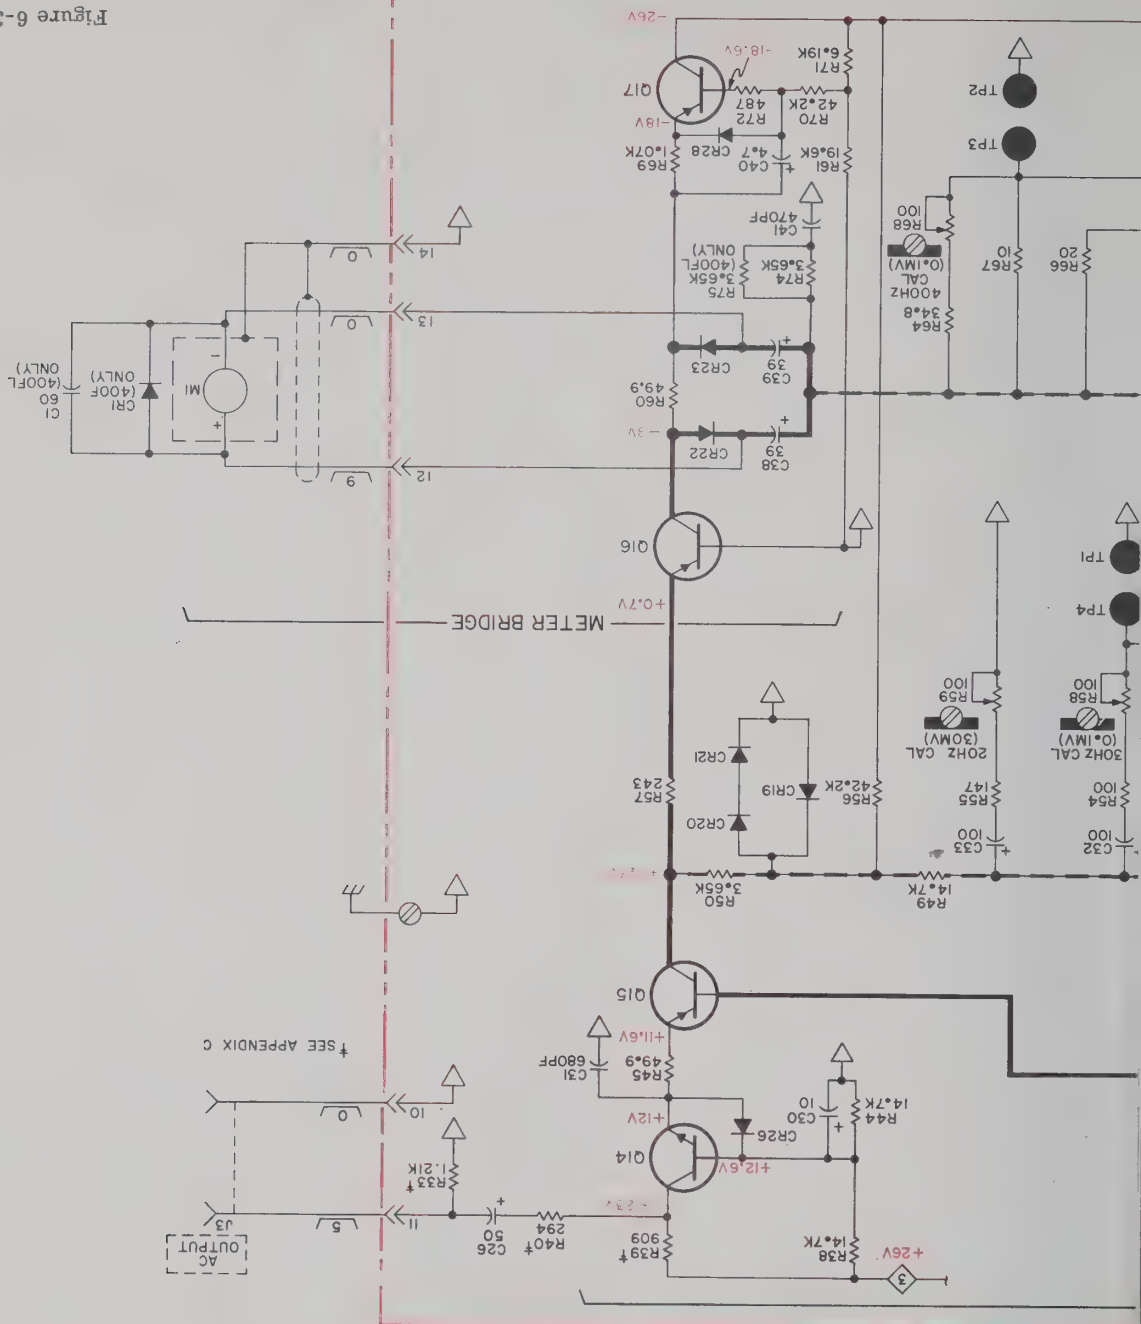 3
+26V
R38
14.7K
R39‡
909
R40‡
294
C26
50
+
11
5
J3
AC
OUTPUT
R33‡
1.21K
Q14
+12.6V
CR26
+12V
R44
14.7K
C30
10
+
10
0
R45
49.9
C31
680PF
+11.6V
‡SEE APPENDIX C
Q15
R49
14.7K
R50
3.65K
C32
100
+
C33
100
+
R54
100
R55
147
R56
42.2K
CR19
CR20
CR21
R57
243
30HZ CAL
(0.1MV)
R58
100
20HZ CAL
(30MV)
R59
100
TP4
TP1
METER BRIDGE
+0.7V
Q16
-3V
12
9
C38
39
+
CR22
R60
49.9
C39
39
+
CR23
13
0
M1
+
-
CR1
(400F
ONLY)
C1
60
(400FL
ONLY)
R64
34.8
400HZ
CAL
(0.1MV)
R68
100
R67
10
R66
20
R74
3.65K
R75
3.65K
(400FL
ONLY)
C41
470PF
14
0
TP3
TP2
R61
19.6K
C40
4.7
+
CR28
R69
1.07K
-18V
R70
42.2K
R72
487
Q17
R71
6.19K
-18.6V
-26V
Figure 6-